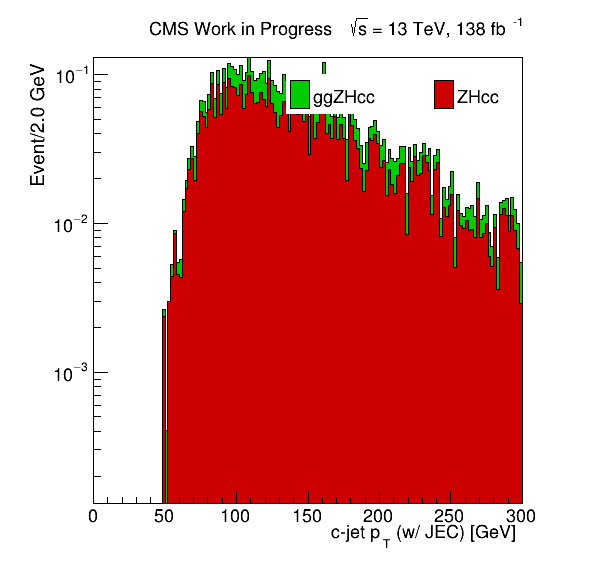 CMS Work in Progress √s = 13 TeV, 138 fb⁻¹
Event/2.0 GeV
10⁻¹
10⁻²
10⁻³
ggZHcc ZHcc
0 50 100 150 200 250 300
c-jet p_T (w/ JEC) [GeV]